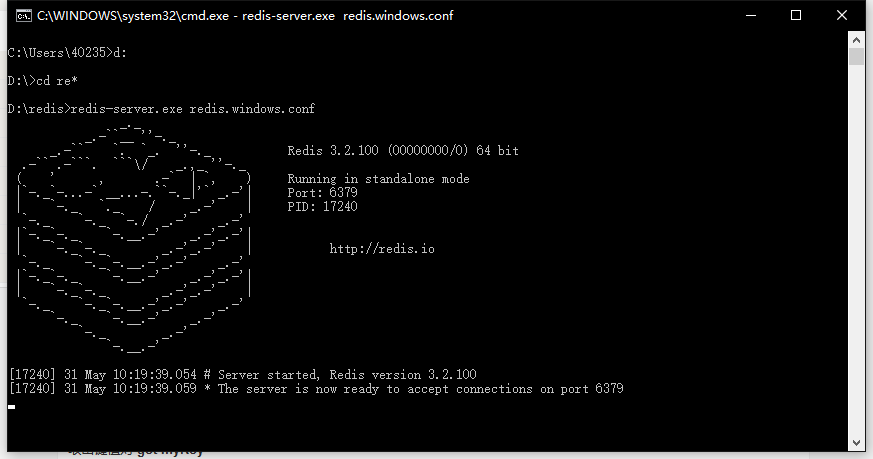 C:\WINDOWS\system32\cmd.exe - redis-server.exe  redis.windows.conf
C:\Users\40235>d:
D:\>cd re*
D:\redis>redis-server.exe redis.windows.conf
Redis 3.2.100 (00000000/0) 64 bit
Running in standalone mode
Port: 6379
PID: 17240
http://redis.io
[17240] 31 May 10:19:39.054 # Server started, Redis version 3.2.100
[17240] 31 May 10:19:39.059 * The server is now ready to accept connections on port 6379